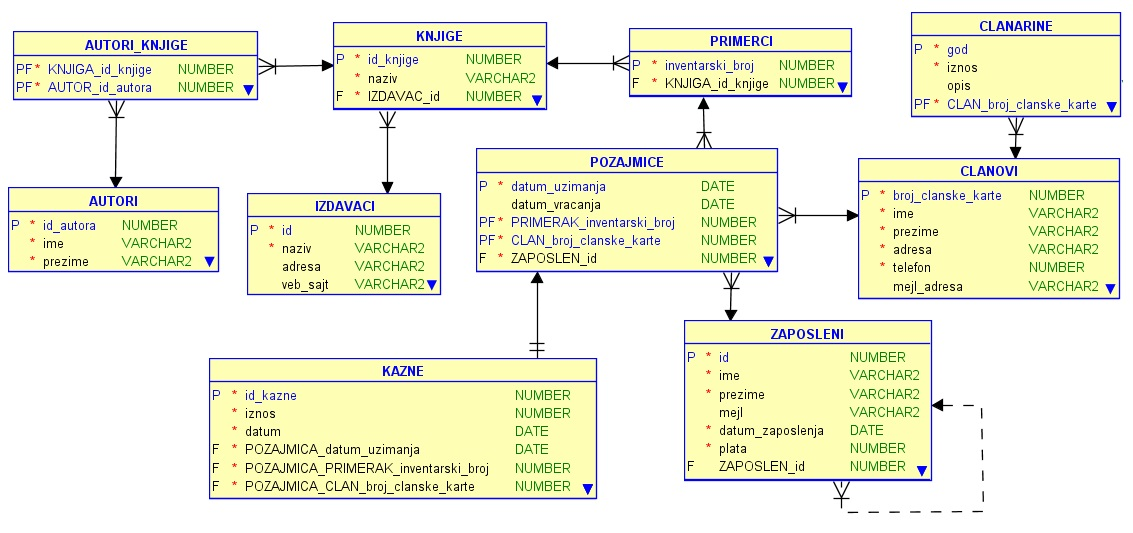 AUTORI_KNJIGE
PF * KNJIGA_id_knjige NUMBER
PF * AUTOR_id_autora NUMBER
KNJIGE
P * id_knjige NUMBER
* naziv VARCHAR2
F * IZDAVAC_id NUMBER
PRIMERCI
P * inventarski_broj NUMBER
F * KNJIGA_id_knjige NUMBER
CLANARINE
P * god
* iznos
opis
PF * CLAN_broj_clanske_karte
AUTORI
P * id_autora NUMBER
* ime VARCHAR2
* prezime VARCHAR2
IZDAVACI
P * id NUMBER
* naziv VARCHAR2
adresa VARCHAR2
veb_sajt VARCHAR2
POZAJMICE
P * datum_uzimanja DATE
datum_vracanja DATE
PF * PRIMERAK_inventarski_broj NUMBER
PF * CLAN_broj_clanske_karte NUMBER
F * ZAPOSLEN_id NUMBER
CLANOVI
P * broj_clanske_karte NUMBER
* ime VARCHAR2
* prezime VARCHAR2
* adresa VARCHAR2
* telefon NUMBER
mejl_adresa VARCHAR2
KAZNE
P * id_kazne NUMBER
* iznos NUMBER
* datum DATE
F * POZAJMICA_datum_uzimanja DATE
F * POZAJMICA_PRIMERAK_inventarski_broj NUMBER
F * POZAJMICA_CLAN_broj_clanske_karte NUMBER
ZAPOSLENI
P * id NUMBER
* ime VARCHAR2
* prezime VARCHAR2
mejl VARCHAR2
* datum_zaposlenja DATE
* plata NUMBER
F ZAPOSLEN_id NUMBER